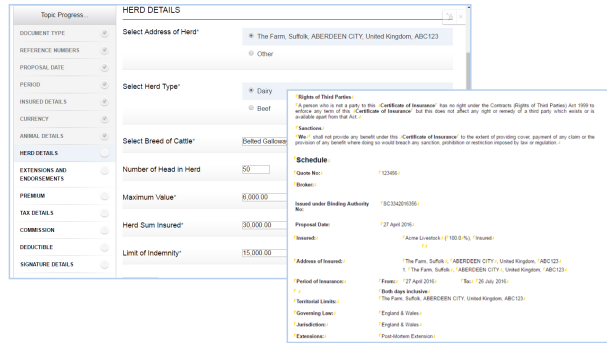 Topic Progress...
DOCUMENT TYPE
REFERENCE NUMBERS
PROPOSAL DATE
PERIOD
INSURED DETAILS
CURRENCY
ANIMAL DETAILS
HERD DETAILS
EXTENSIONS AND
ENDORSEMENTS
PREMIUM
TAX DETAILS
COMMISSION
DEDUCTIBLE
SIGNATURE DETAILS
HERD DETAILS
Select Address of Herd*
The Farm, Suffolk, ABERDEEN CITY, United Kingdom, ABC123
Other
Select Herd Type*
Dairy
Beef
Select Breed of Cattle*
Belted Galloway
Number of Head in Herd
50
Maximum Value*
6,000.00
Herd Sum Insured*
30,000.00
Limit of Indemnity*
15,000.00
Rights of Third Parties
A person who is not a party to this Certificate of Insurance has no right under the Contracts (Rights of Third Parties) Act 1999 to
enforce any term of this Certificate of Insurance but this does not affect any right or remedy of a third party which exists or is
available apart from that Act.
Sanctions
We shall not provide any benefit under this Certificate of Insurance to the extent of providing cover, payment of any claim or the
provision of any benefit where doing so would breach any sanction, prohibition or restriction imposed by law or regulation.
Schedule
Quote No: 123456
Broker:
Issued under Binding Authority SC3342016356
No:
Proposal Date: 27 April 2016
Insured: Acme Livestock (100.0 %), Insured
Address of Insured: The Farm, Suffolk, ABERDEEN CITY, United Kingdom, ABC123
1. The Farm, Suffolk, ABERDEEN CITY, United Kingdom, ABC123
Period of Insurance: From: 27 April 2016 To: 26 July 2016
Both days inclusive
Territorial Limits: The Farm, Suffolk, ABERDEEN CITY, United Kingdom, ABC123
Governing Law: England & Wales
Jurisdiction: England & Wales
Extensions: Post-Mortem Extension